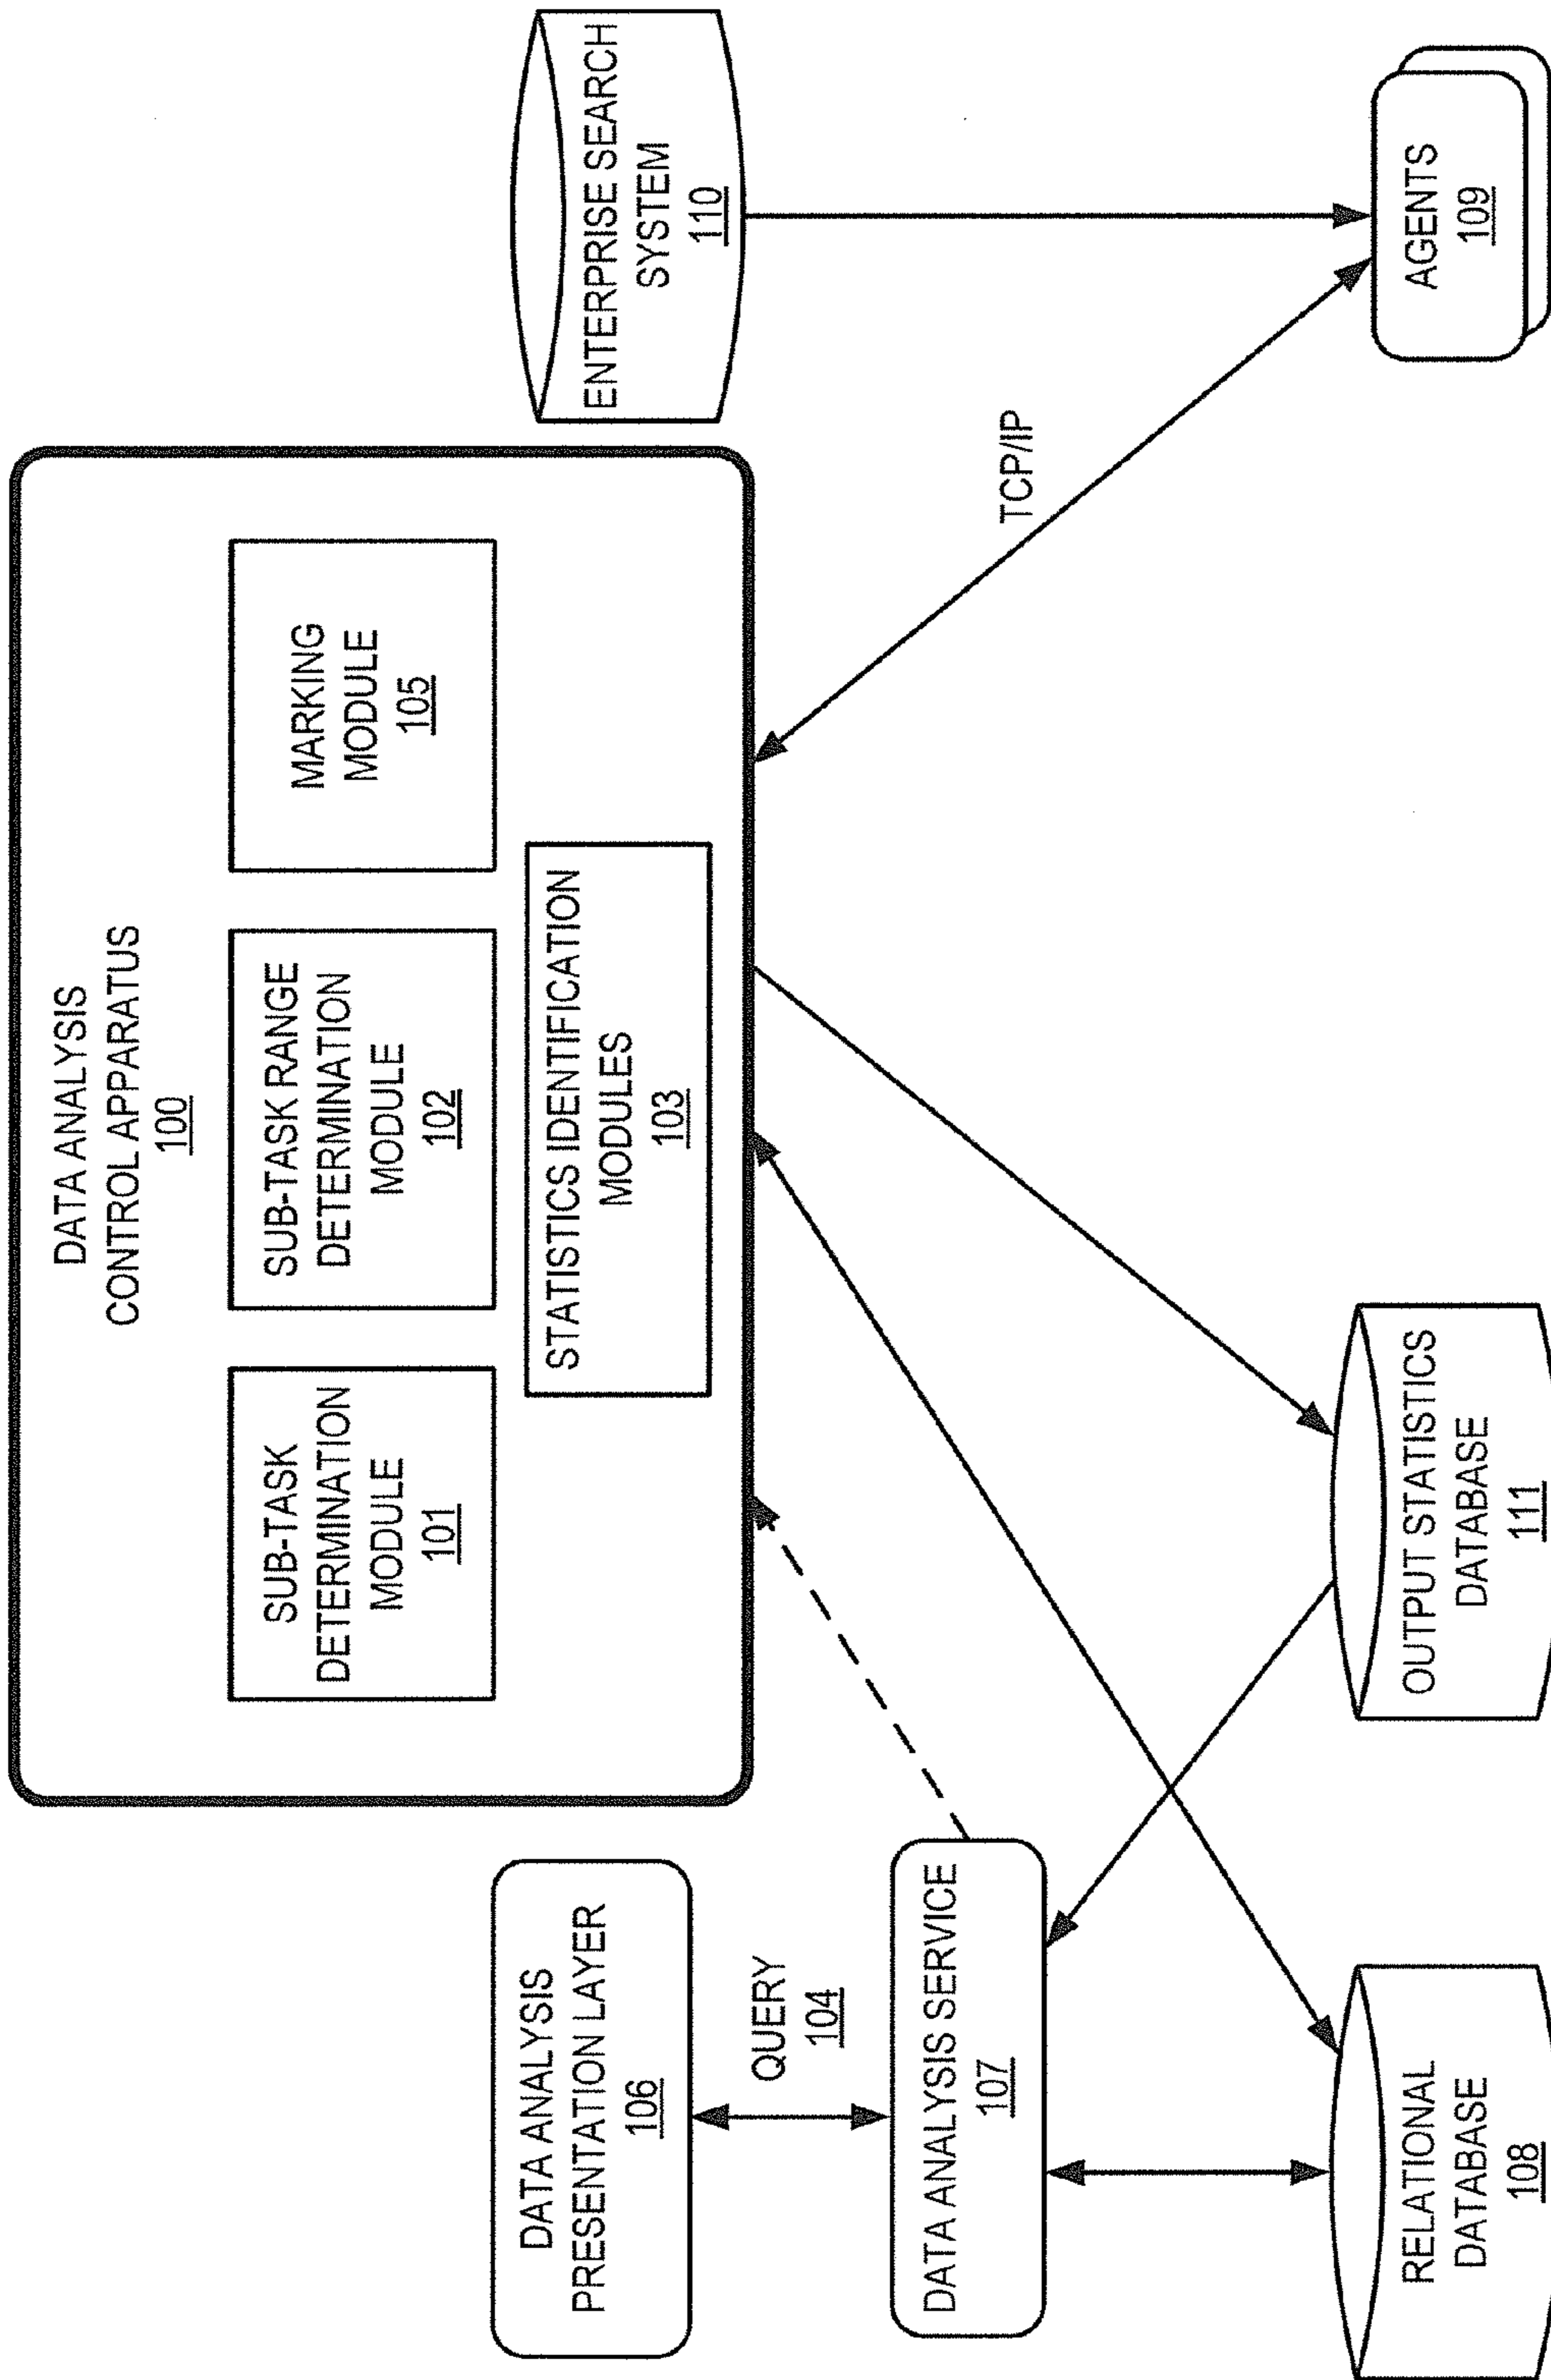 DATA ANALYSIS
CONTROL APPARATUS
100
SUB-TASK
DETERMINATION
MODULE
101
SUB-TASK RANGE
DETERMINATION
MODULE
102
MARKING
MODULE
105
STATISTICS IDENTIFICATION
MODULES
103
DATA ANALYSIS
PRESENTATION LAYER
106
QUERY
104
DATA ANALYSIS SERVICE
107
RELATIONAL
DATABASE
108
OUTPUT STATISTICS
DATABASE
111
ENTERPRISE SEARCH
SYSTEM
110
TCP/IP
AGENTS
109